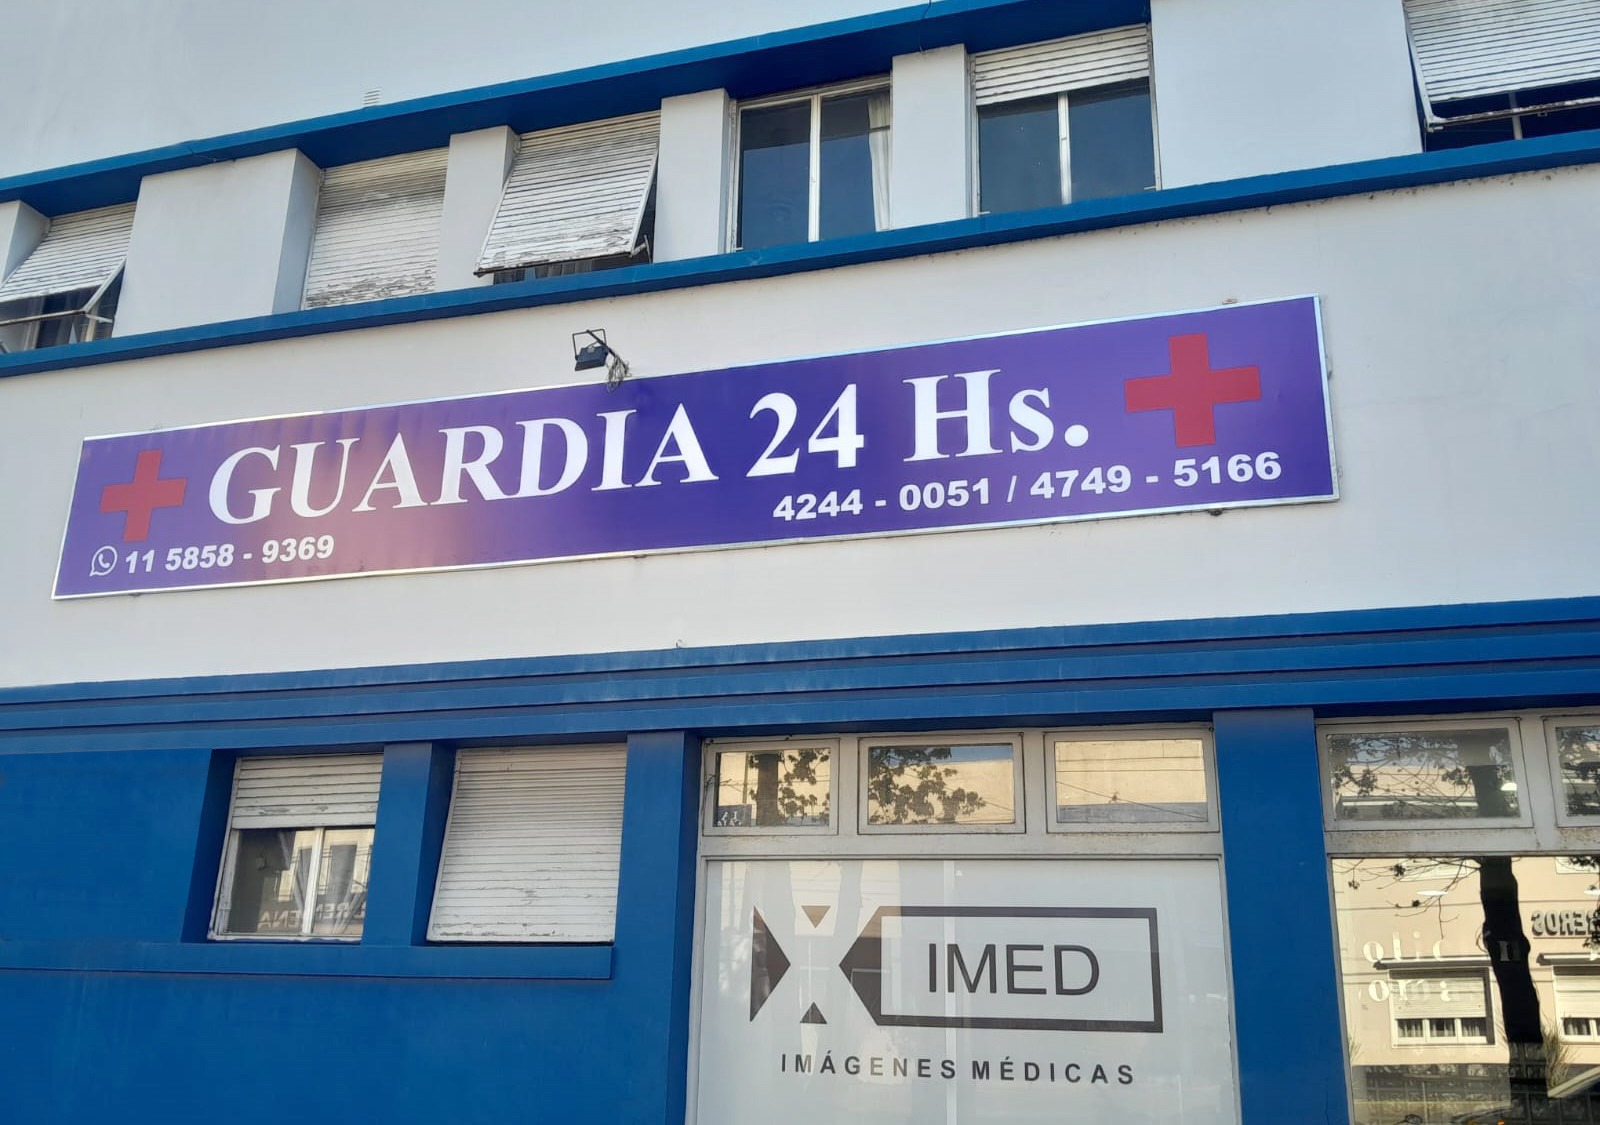 GUARDIA 24 Hs.
11 5858 - 9369
4244 - 0051 / 4749 - 5166
IMED
IMÁGENES MÉDICAS